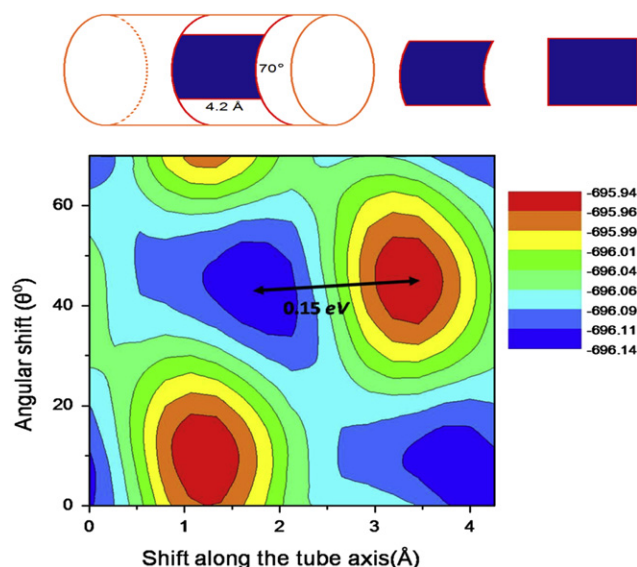 70°
4.2 Å
Angular shift (θ⁰)
60
40
20
0
0.15 eV
0 1 2 3 4
Shift along the tube axis(Å)
-695.94
-695.96
-695.99
-696.01
-696.04
-696.06
-696.09
-696.11
-696.14